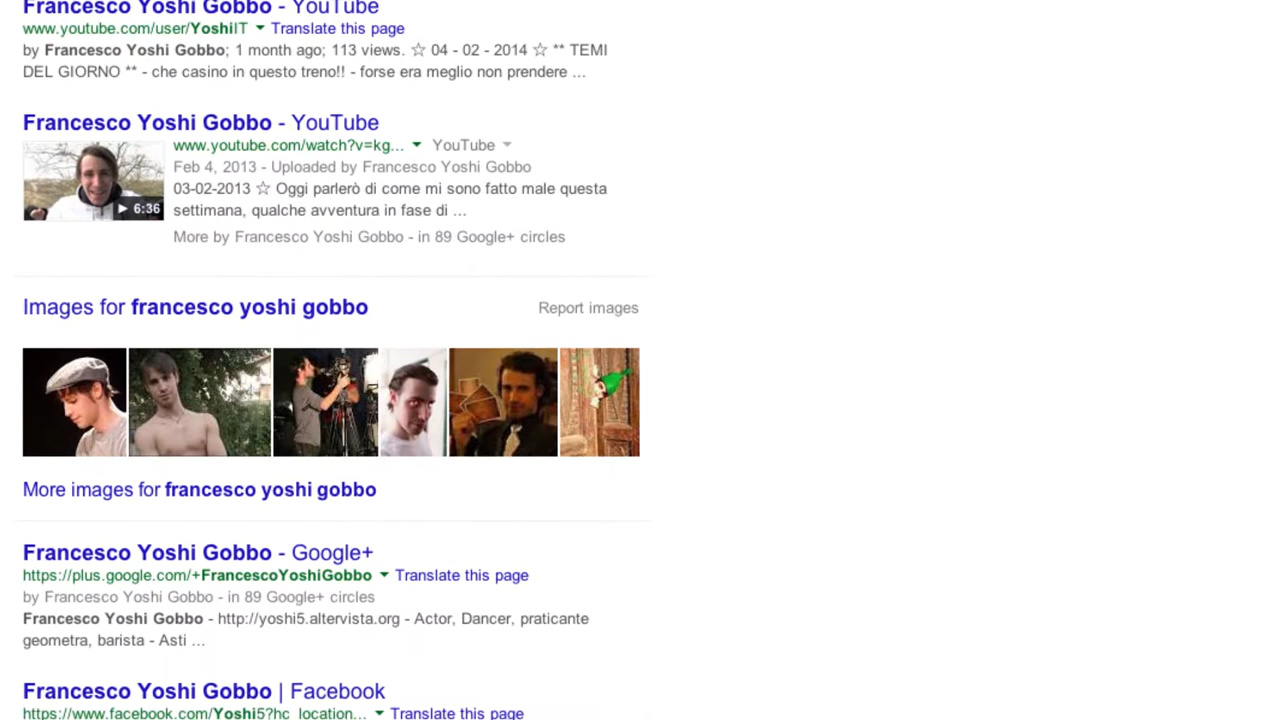 Francesco Yoshi Gobbo - YouTube
www.youtube.com/user/YoshiIT Translate this page
by Francesco Yoshi Gobbo; 1 month ago; 113 views. ☆ 04 - 02 - 2014 ☆ ** TEMI
DEL GIORNO ** - che casino in questo treno!! - forse era meglio non prendere ...
Francesco Yoshi Gobbo - YouTube
www.youtube.com/watch?v=kg... YouTube
Feb 4, 2013 - Uploaded by Francesco Yoshi Gobbo
03-02-2013 ☆ Oggi parlerò di come mi sono fatto male questa
settimana, qualche avventura in fase di ...
6:36
More by Francesco Yoshi Gobbo - in 89 Google+ circles
Images for francesco yoshi gobbo Report images
More images for francesco yoshi gobbo
Francesco Yoshi Gobbo - Google+
https://plus.google.com/+FrancescoYoshiGobbo Translate this page
by Francesco Yoshi Gobbo - in 89 Google+ circles
Francesco Yoshi Gobbo - http://yoshi5.altervista.org - Actor, Dancer, praticante
geometra, barista - Asti ...
Francesco Yoshi Gobbo | Facebook
https://www.facebook.com/Yoshi5?hc_location... Translate this page